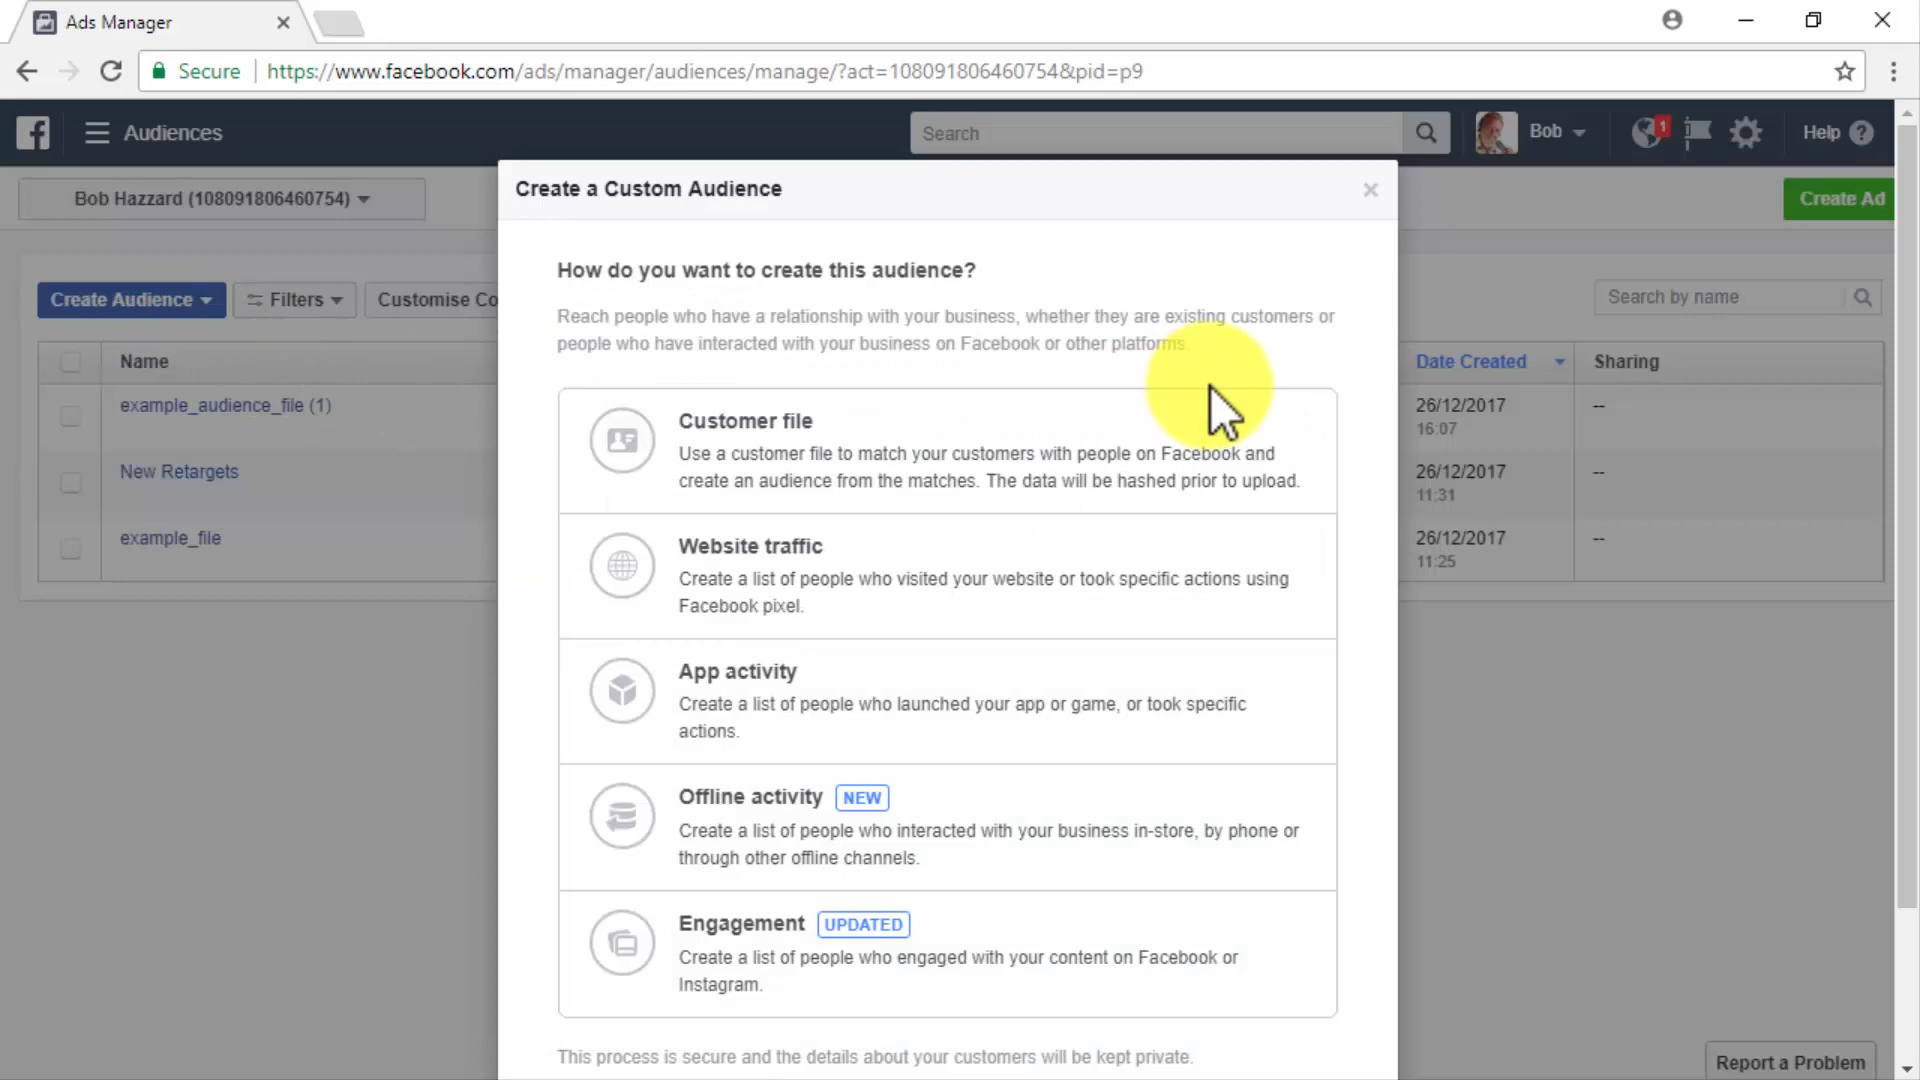 Ads Manager
Secure https://www.facebook.com/ads/manager/audiences/manage/?act=108091806460754&pid=p9
Audiences
Search
Bob
1
Help ?
Bob Hazzard (108091806460754)
Create Ad
Create a Custom Audience
How do you want to create this audience?
Reach people who have a relationship with your business, whether they are existing customers or
people who have interacted with your business on Facebook or other platforms.
Create Audience
Filters
Customise Co
Search by name
Name
Date Created
Sharing
example_audience_file (1)
26/12/2017
16:07
--
New Retargets
26/12/2017
11:31
--
example_file
26/12/2017
11:25
--
Customer file
Use a customer file to match your customers with people on Facebook and
create an audience from the matches. The data will be hashed prior to upload.
Website traffic
Create a list of people who visited your website or took specific actions using
Facebook pixel.
App activity
Create a list of people who launched your app or game, or took specific
actions.
Offline activity NEW
Create a list of people who interacted with your business in-store, by phone or
through other offline channels.
Engagement UPDATED
Create a list of people who engaged with your content on Facebook or
Instagram.
This process is secure and the details about your customers will be kept private.
Report a Problem